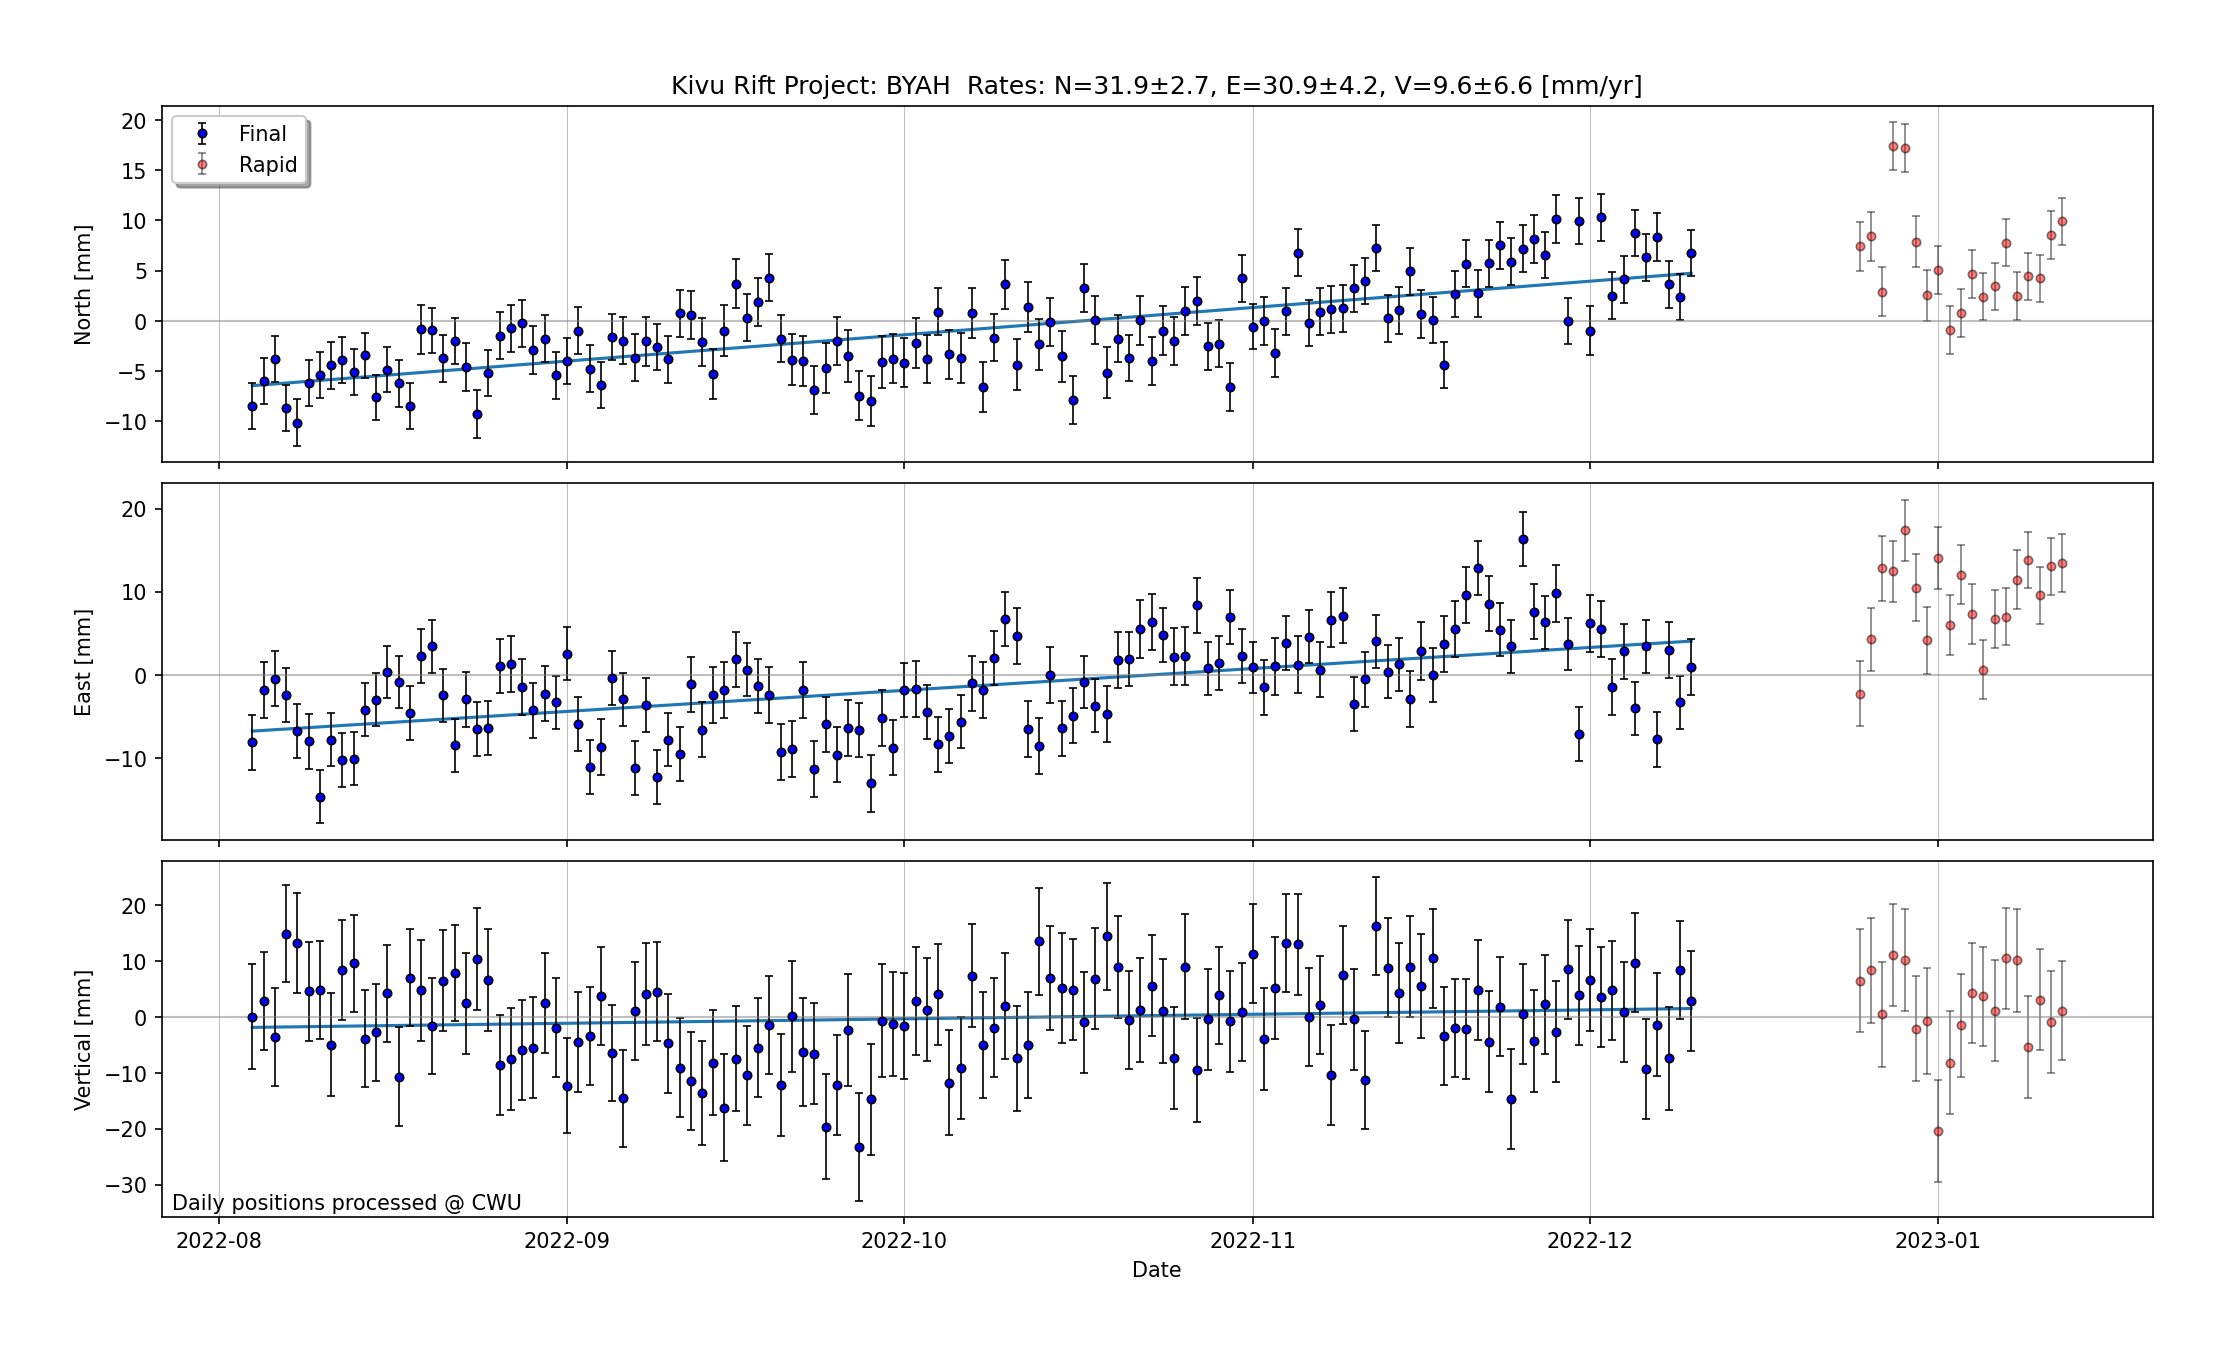 Kivu Rift Project: BYAH  Rates: N=31.9±2.7, E=30.9±4.2, V=9.6±6.6 [mm/yr]
Final
Rapid
20
15
10
5
0
−5
−10
North [mm]
20
10
0
−10
East [mm]
20
10
0
−10
−20
−30
Vertical [mm]
Daily positions processed @ CWU
2022-08 2022-09 2022-10 2022-11 2022-12 2023-01
Date